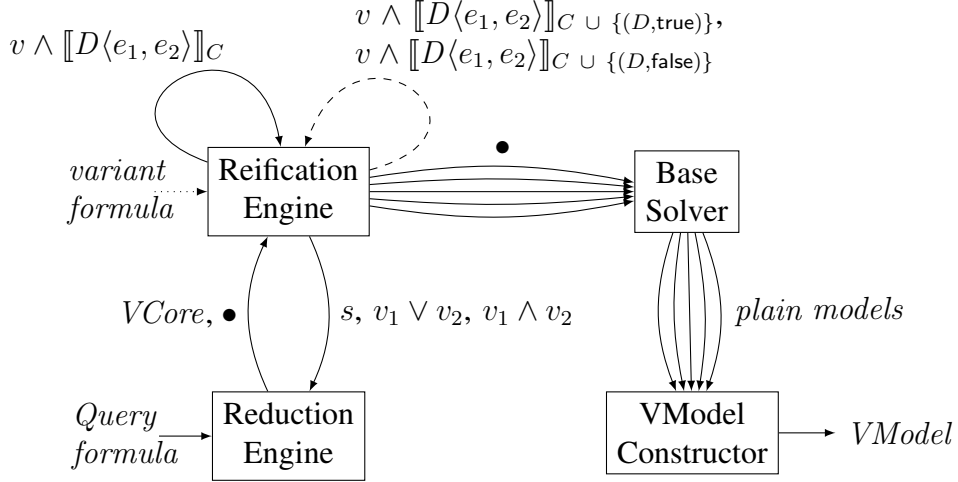 v ∧ ⟦D⟨e₁, e₂⟩⟧_C
v ∧ ⟦D⟨e₁, e₂⟩⟧_{C ∪ {(D,true)}},
v ∧ ⟦D⟨e₁, e₂⟩⟧_{C ∪ {(D,false)}}
variant
formula
Reification
Engine
●
Base
Solver
VCore, ●
s, v₁ ∨ v₂, v₁ ∧ v₂
plain models
Query
formula
Reduction
Engine
VModel
Constructor
VModel